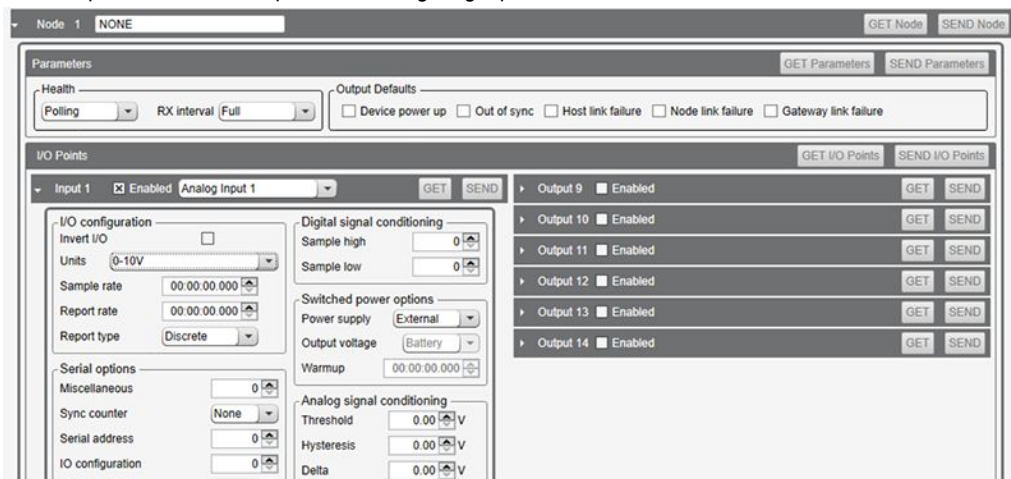 Node 1 NONE GET Node SEND Node
Parameters GET Parameters SEND Parameters
Health
Polling RX interval Full
Output Defaults
Device power up Out of sync Host link failure Node link failure Gateway link failure
I/O Points GET I/O Points SEND I/O Points
Input 1 Enabled Analog Input 1 GET SEND
I/O configuration
Invert I/O
Units 0-10V
Sample rate 00:00:00.000
Report rate 00:00:00.000
Report type Discrete
Serial options
Miscellaneous 0
Sync counter None
Serial address 0
IO configuration 0
Digital signal conditioning
Sample high 0
Sample low 0
Switched power options
Power supply External
Output voltage Battery
Warmup 00:00:00.000
Analog signal conditioning
Threshold 0.00 V
Hysteresis 0.00 V
Delta 0.00 V
Output 9 Enabled GET SEND
Output 10 Enabled GET SEND
Output 11 Enabled GET SEND
Output 12 Enabled GET SEND
Output 13 Enabled GET SEND
Output 14 Enabled GET SEND